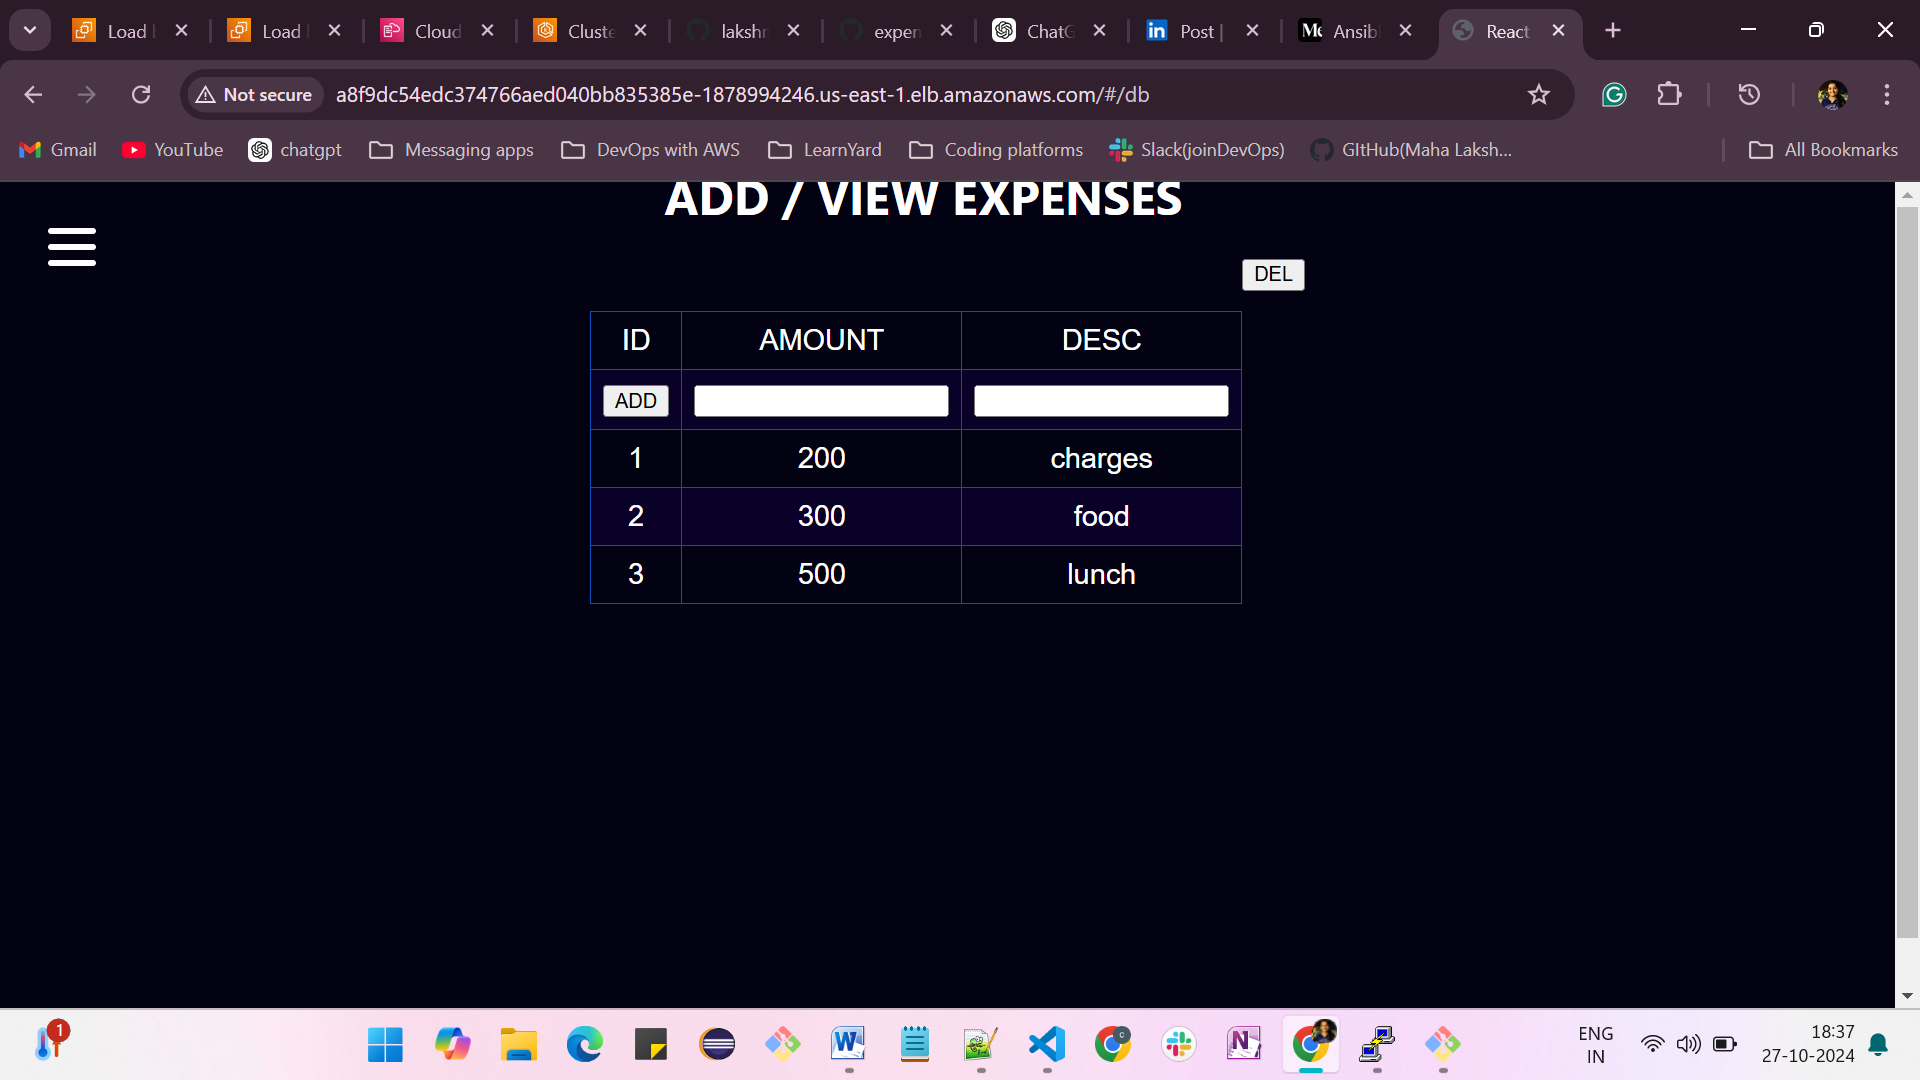 Load
Load
Cloud
Cluste
lakshr
expen
ChatG
Post |
Ansib
React
Not secure
a8f9dc54edc374766aed040bb835385e-1878994246.us-east-1.elb.amazonaws.com/#/db
Gmail
YouTube
chatgpt
Messaging apps
DevOps with AWS
LearnYard
Coding platforms
Slack(joinDevOps)
GItHub(Maha Laksh...
All Bookmarks
ADD / VIEW EXPENSES
DEL
ID AMOUNT DESC
ADD
1 200 charges
2 300 food
3 500 lunch
1
ENG
IN
18:37
27-10-2024